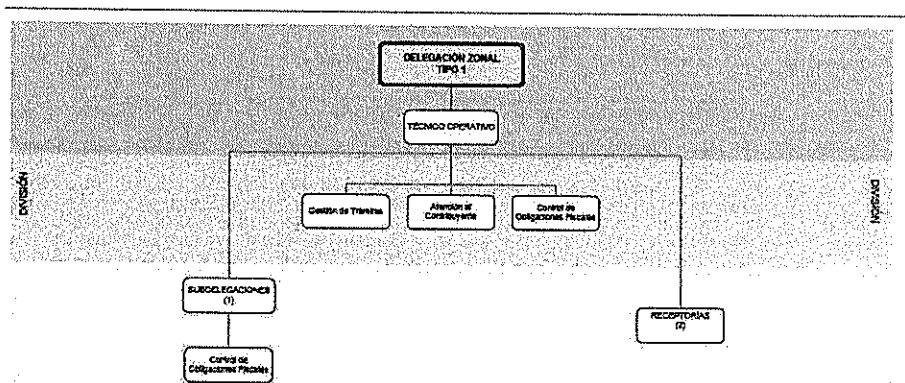 DELEGACIÓN ZONAL
TIPO 1
TÉCNICO OPERATIVO
DIVISIÓN
DIVISIÓN
Gestión de Trámites
Atención al
Contribuyente
Control de
Obligaciones Fiscales
SUBDELEGACIONES
(1)
RECEPTORÍAS
(2)
Control de
Obligaciones Fiscales